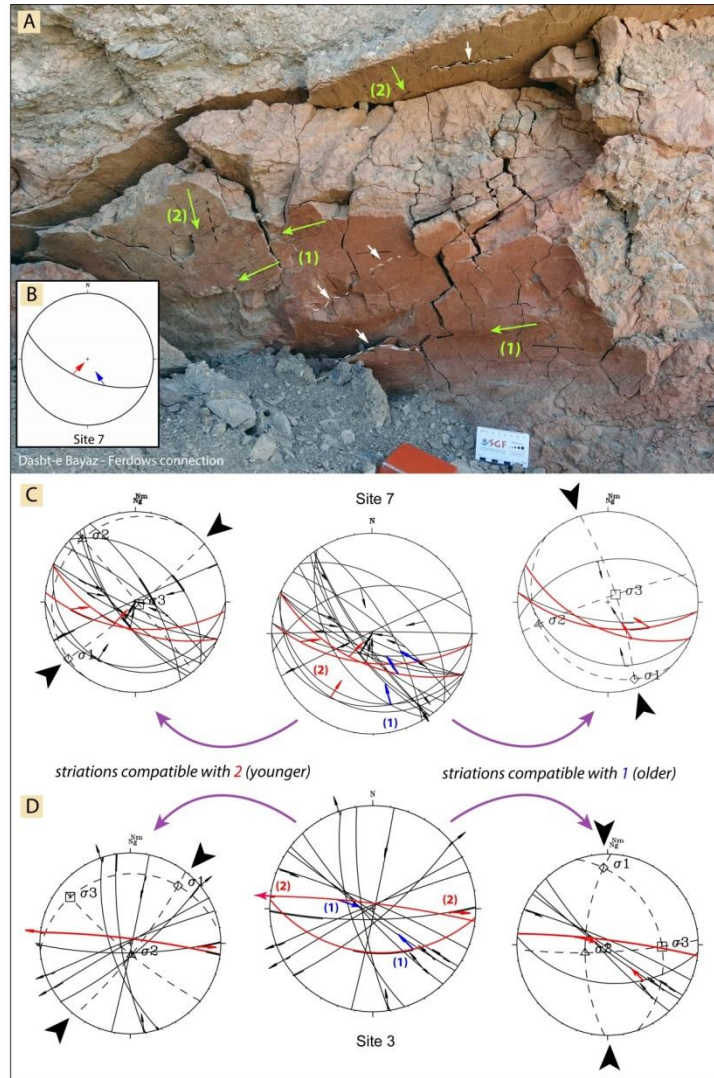 A
(2)
(2)
(1)
(1)
B
N
Site 7
SGF
Dasht-e Bayaz - Ferdows connection
C
Site 7
Nm
Ng
σ2
σ3
σ1
N
(2)
(1)
Nm
Ng
σ3
σ2
σ1
striations compatible with 2 (younger)
striations compatible with 1 (older)
D
Nm
Ng
σ1
σ3
σ2
N
(2)
(2)
(1)
(1)
Site 3
Nm
Ng
σ1
σ2
σ3